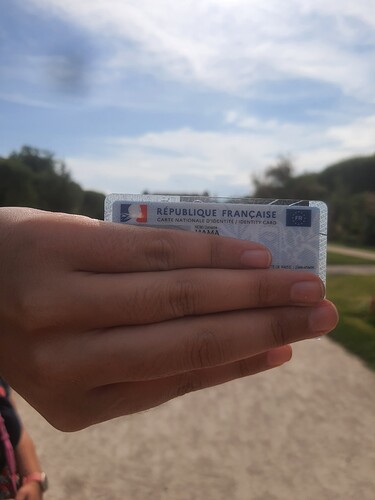 RÉPUBLIQUE FRANÇAISE
FR
CARTE NATIONALE D'IDENTITÉ / IDENTITY CARD